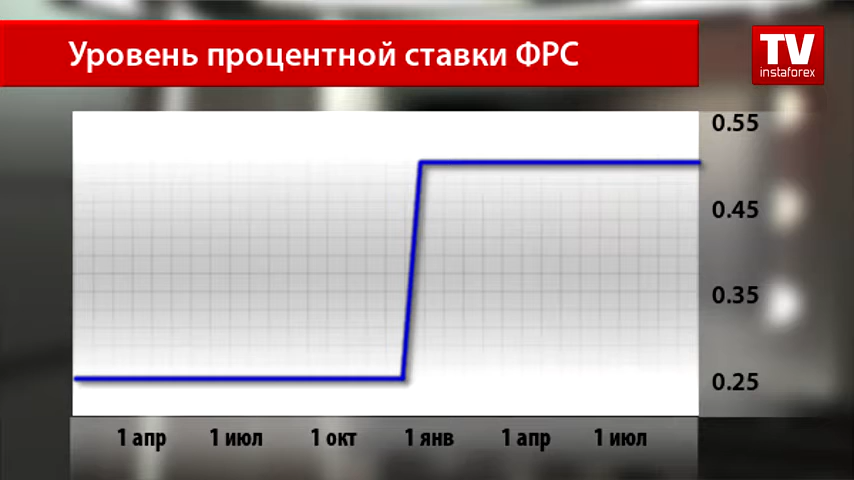 Уровень процентной ставки ФРС
TV
instaforex
0.55
0.45
0.35
0.25
1 апр 1 июл 1 окт 1 янв 1 апр 1 июл